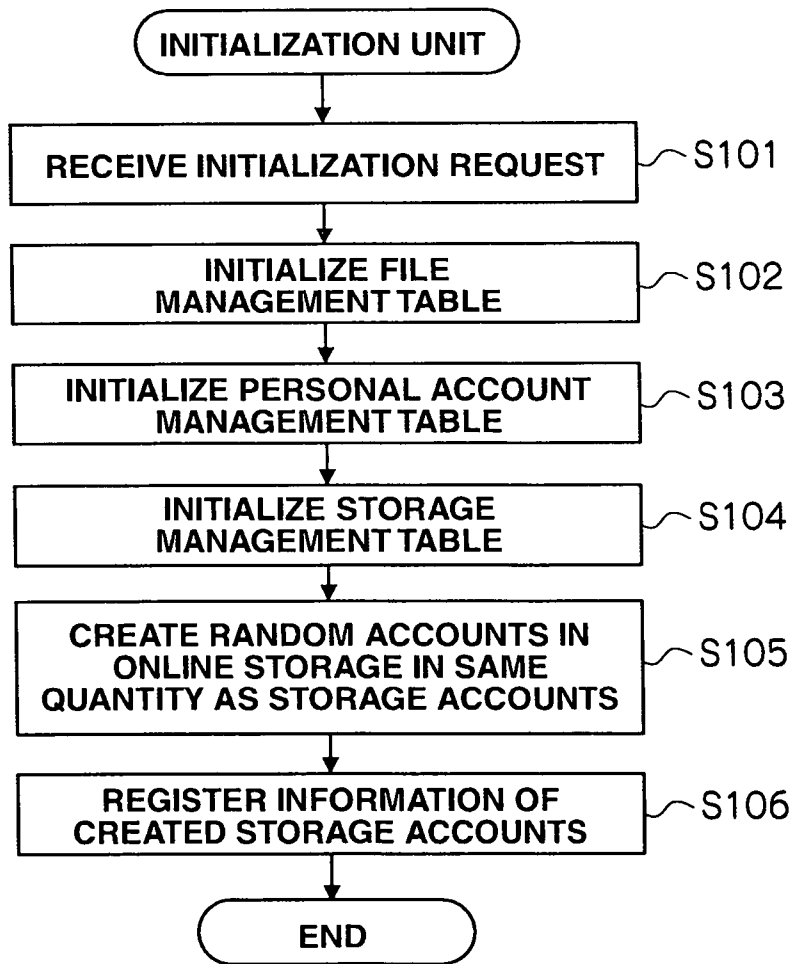 INITIALIZATION UNIT
RECEIVE INITIALIZATION REQUEST
S101
INITIALIZE FILE
MANAGEMENT TABLE
S102
INITIALIZE PERSONAL ACCOUNT
MANAGEMENT TABLE
S103
INITIALIZE STORAGE
MANAGEMENT TABLE
S104
CREATE RANDOM ACCOUNTS IN
ONLINE STORAGE IN SAME
QUANTITY AS STORAGE ACCOUNTS
S105
REGISTER INFORMATION OF
CREATED STORAGE ACCOUNTS
S106
END